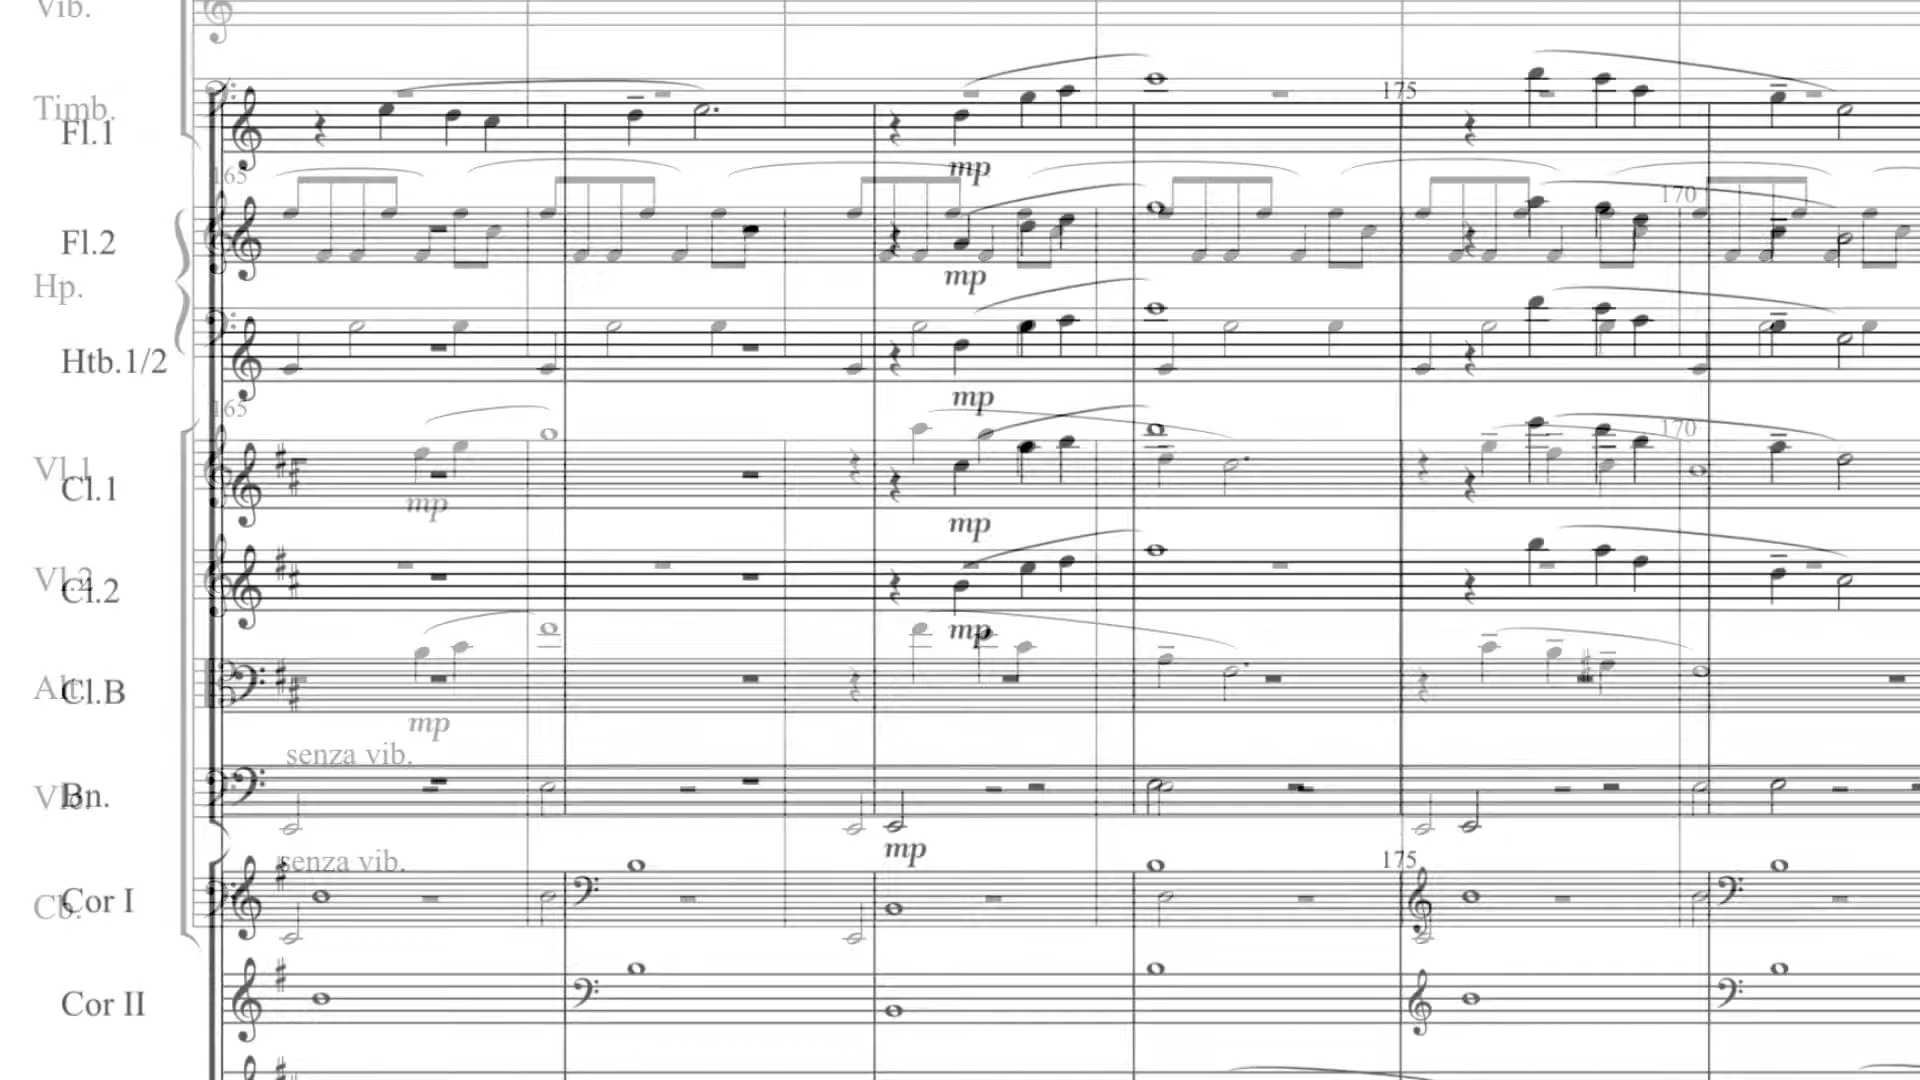 Vib.
175
Timb.
Fl.1
mp
165
170
Fl.2
mp
Hp.
Htb.1/2
mp
165
170
Vl.1
Cl.1
mp
mp
Vl.2
Cl.2
mp
Cl.B
mp
senza vib.
Bn.
mp
senza vib.
175
Cb.
Cor I
Cor II